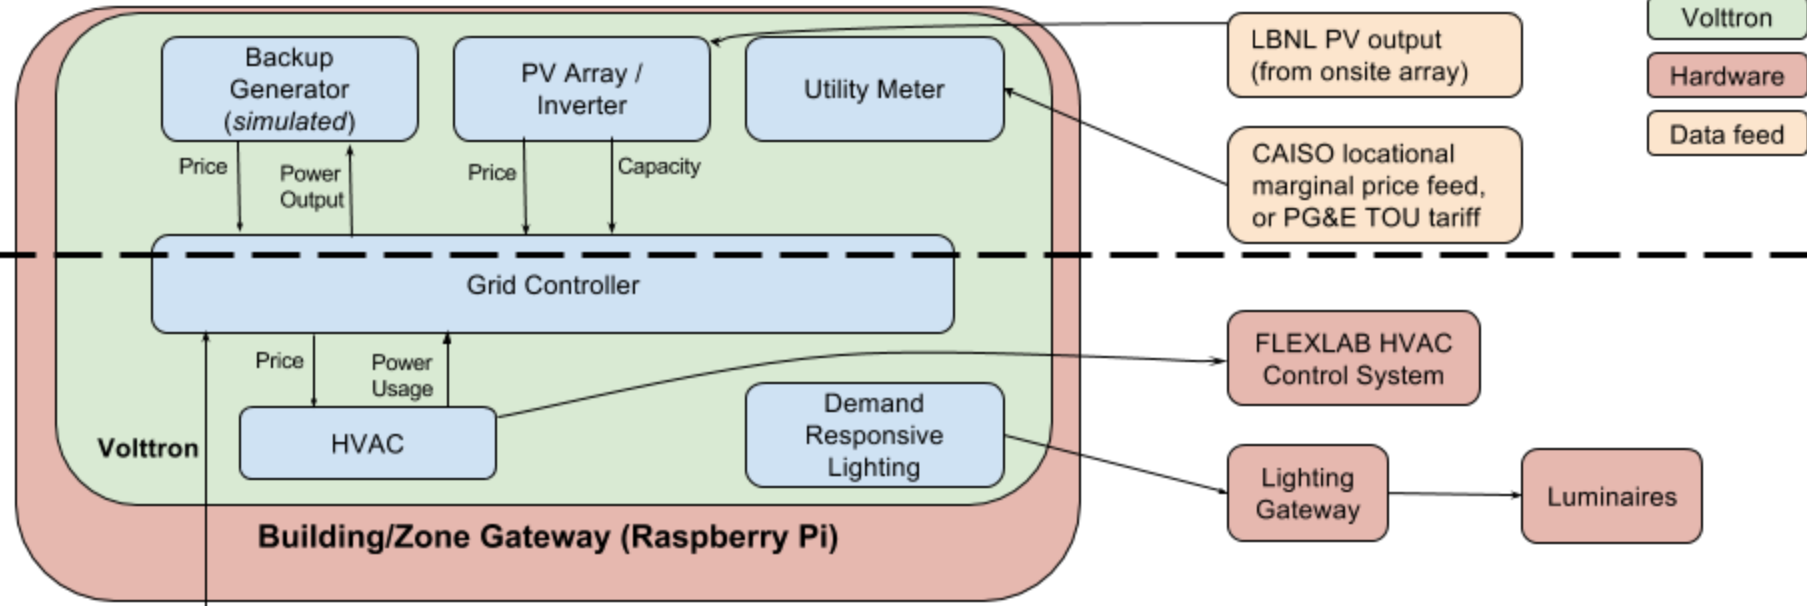 Backup
Generator
(simulated)
PV Array /
Inverter
Utility Meter
LBNL PV output
(from onsite array)
Volttron
Hardware
Data feed
CAISO locational
marginal price feed,
or PG&E TOU tariff
Price
Power
Output
Price
Capacity
Grid Controller
Price
Power
Usage
FLEXLAB HVAC
Control System
HVAC
Demand
Responsive
Lighting
Volttron
Lighting
Gateway
Luminaires
Building/Zone Gateway (Raspberry Pi)